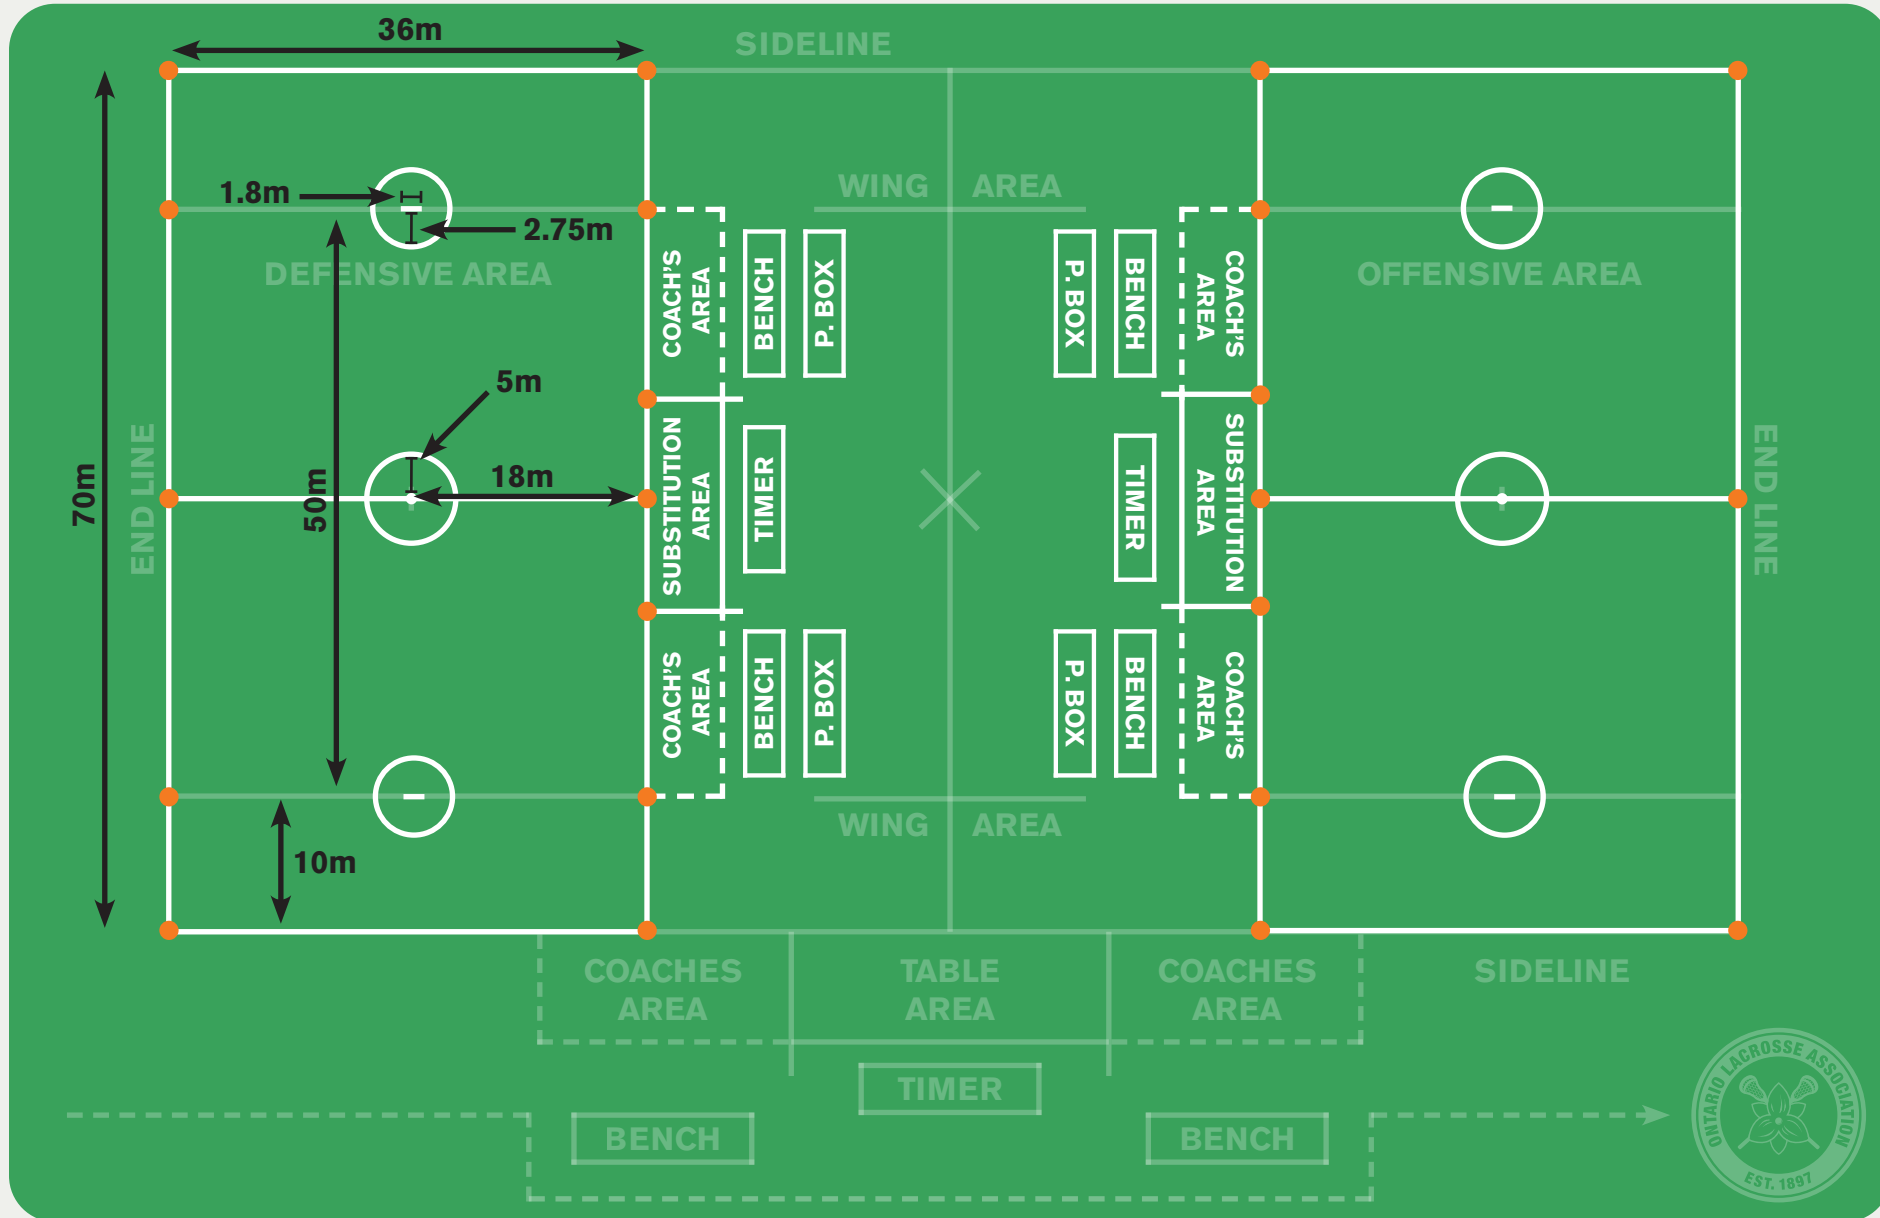 36m
SIDELINE
1.8m
2.75m
WING AREA
DEFENSIVE AREA
OFFENSIVE AREA
COACH'S
AREA
BENCH
P. BOX
P. BOX
BENCH
COACH'S
AREA
5m
18m
70m
END LINE
50m
SUBSTITUTION
AREA
TIMER
TIMER
SUBSTITUTION
AREA
END LINE
COACH'S
AREA
BENCH
P. BOX
P. BOX
BENCH
COACH'S
AREA
WING AREA
10m
COACHES
AREA
TABLE
AREA
COACHES
AREA
SIDELINE
TIMER
BENCH
BENCH
ONTARIO LACROSSE ASSOCIATION
EST. 1897